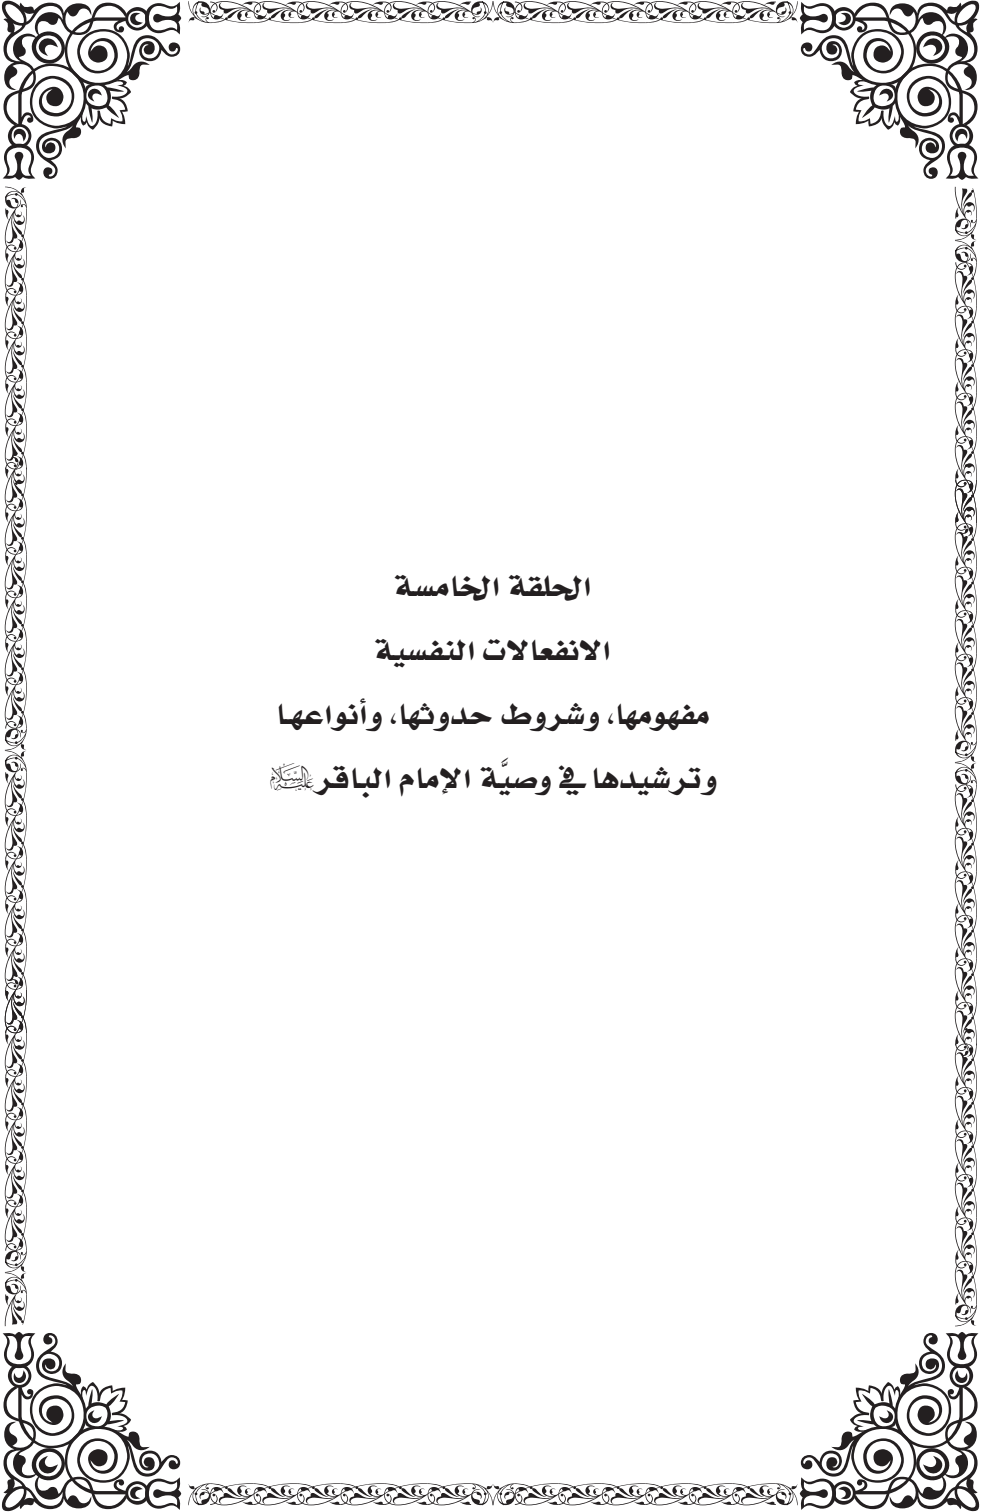 الحلقة الخامسة
الانفعالات النفسية
مفهومها، وشروط حدوثها، وأنواعها
وترشيدها في وصيَّة الإمام الباقر عليه السلام